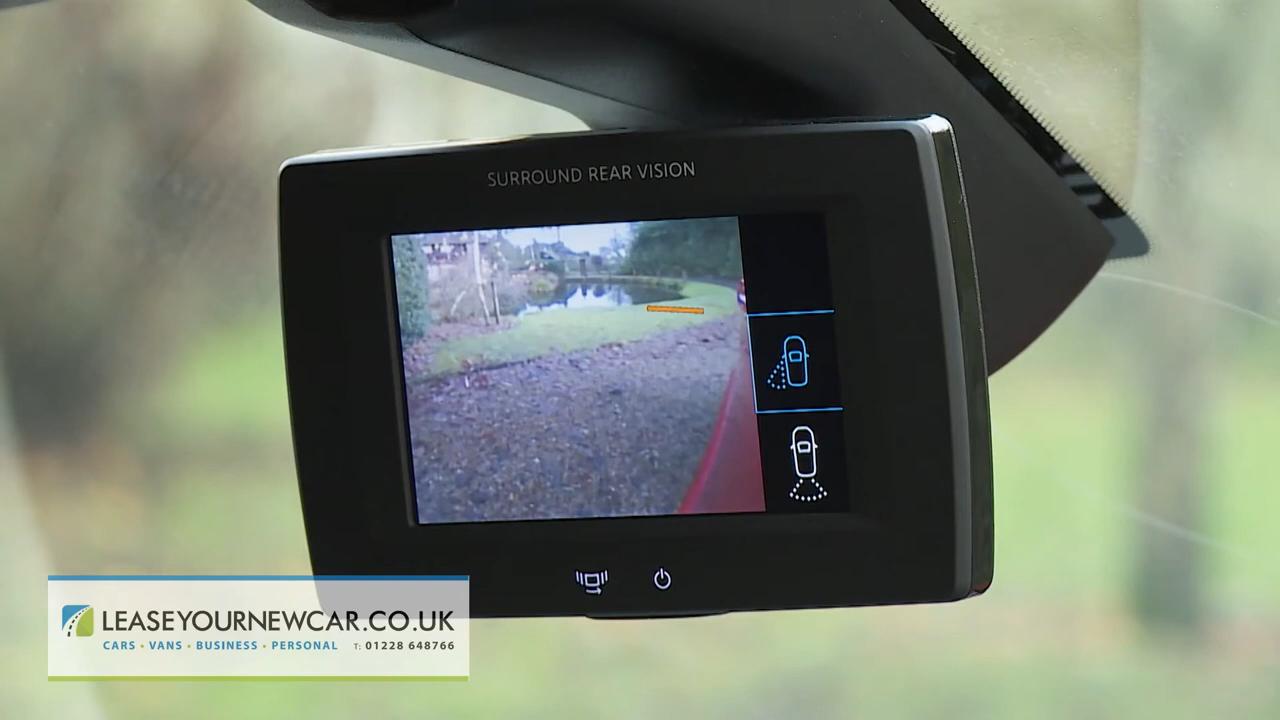 SURROUND REAR VISION
LEASEYOURNEWCAR.CO.UK
CARS • VANS • BUSINESS • PERSONAL T: 01228 648766